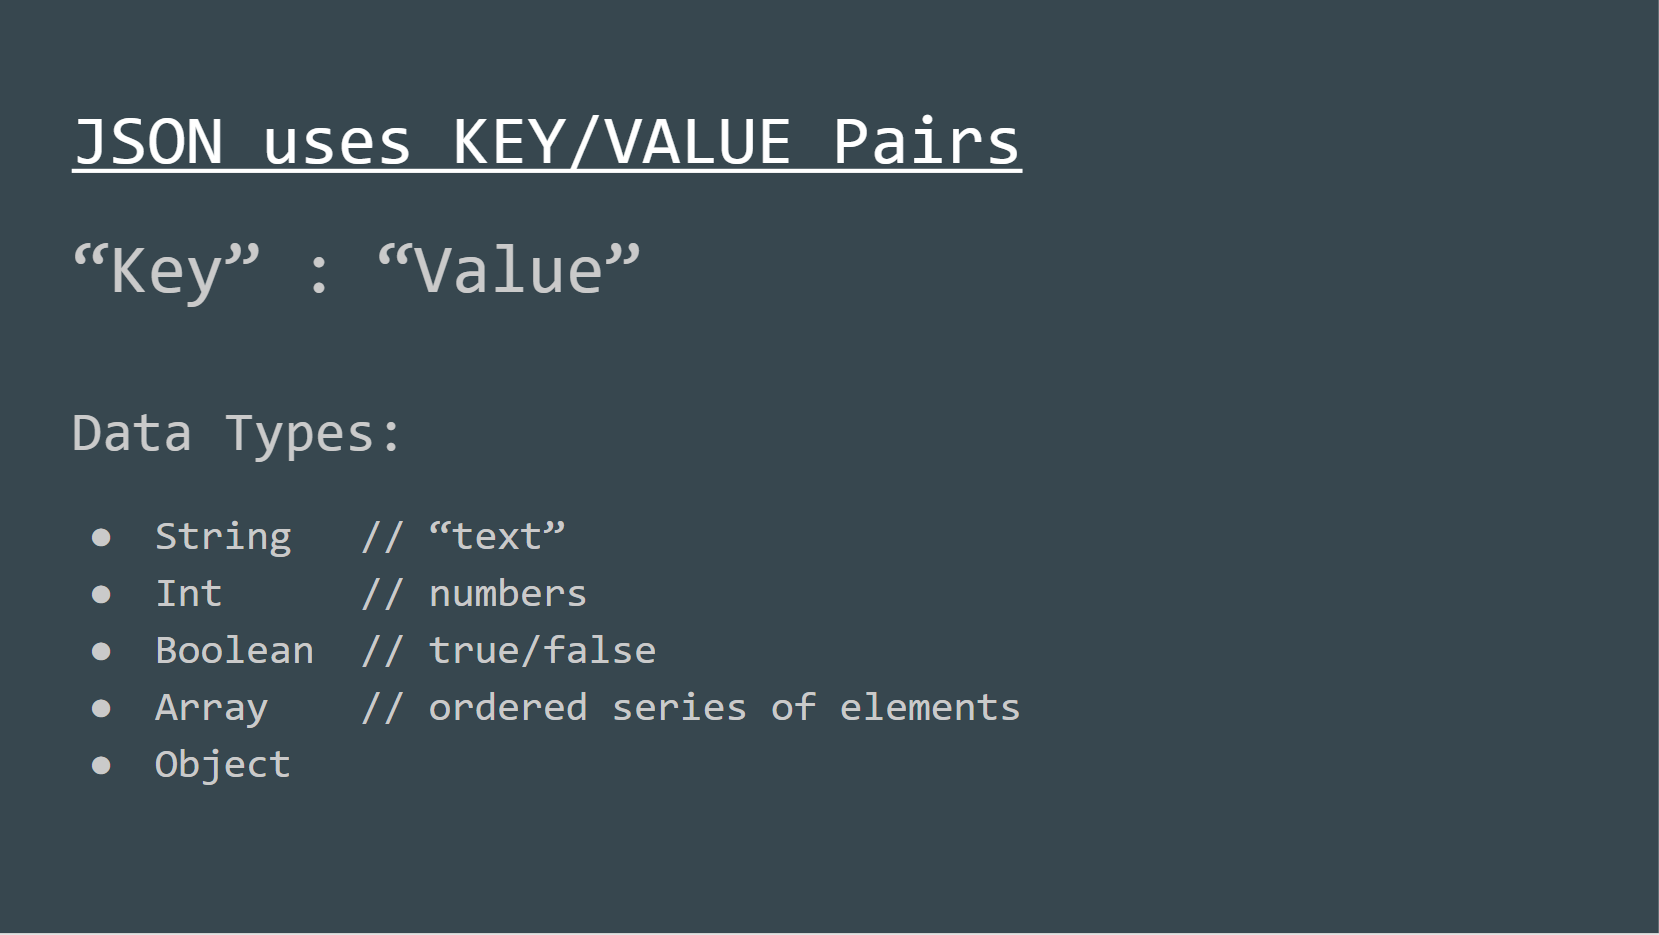 JSON uses KEY/VALUE Pairs
“Key” : “Value”
Data Types:
● String // “text”
● Int // numbers
● Boolean // true/false
● Array // ordered series of elements
● Object